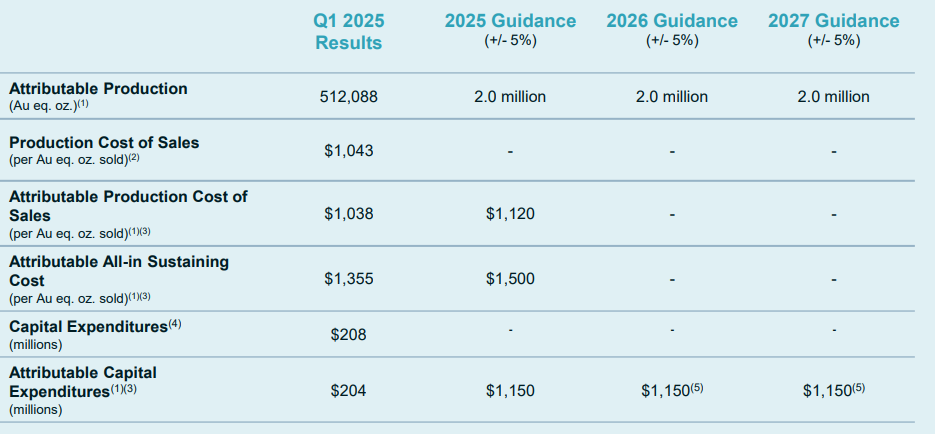 Q1 2025 Results 2025 Guidance (+/- 5%) 2026 Guidance (+/- 5%) 2027 Guidance (+/- 5%)
Attributable Production
(Au eq. oz.)(1) 512,088 2.0 million 2.0 million 2.0 million
Production Cost of Sales
(per Au eq. oz. sold)(2) $1,043 - - -
Attributable Production Cost of
Sales
(per Au eq. oz. sold)(1)(3) $1,038 $1,120 - -
Attributable All-in Sustaining
Cost
(per Au eq. oz. sold)(1)(3) $1,355 $1,500 - -
Capital Expenditures(4)
(millions) $208 - - -
Attributable Capital
Expenditures(1)(3)
(millions) $204 $1,150 $1,150(5) $1,150(5)